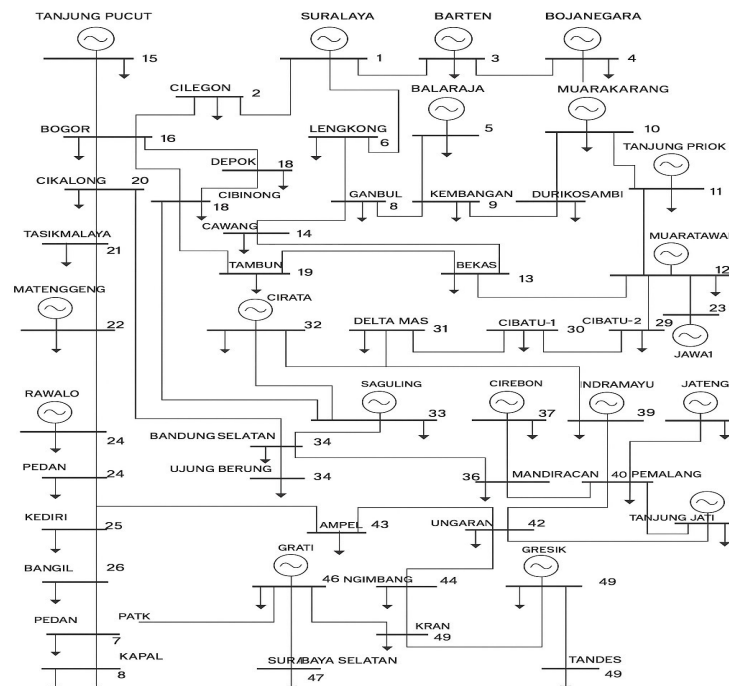 TANJUNG PUCUT
SURALAYA
BARTEN
BOJANEGARA
15
1
3
4
CILEGON
2
BALARAJA
MUARAKARANG
BOGOR
16
LENGKONG
6
5
10
TANJUNG PRIOK
DEPOK
18
CIKALONG
20
CIBINONG
18
GANBUL
8
KEMBANGAN
9
DURIKOSAMBI
11
CAWANG
14
TASIKMALAYA
21
MUARATAWAR
TAMBUN
19
BEKAS
13
12
MATENGGENG
22
CIRATA
32
DELTA MAS
31
CIBATU-1
30
CIBATU-2
29
23
JAWA1
RAWALO
24
SAGULING
33
CIREBON
37
INDRAMAYU
39
JATENG
BANDUNG SELATAN
34
PEDAN
24
UJUNG BERUNG
34
36
MANDIRACAN
40
PEMALANG
KEDIRI
25
AMPEL
43
UNGARAN
42
TANJUNG JATI
BANGIL
26
GRATI
46
NGIMBANG
44
GRESIK
49
PEDAN
7
PATK
KRAN
49
KAPAL
8
SURABAYA SELATAN
47
TANDES
49